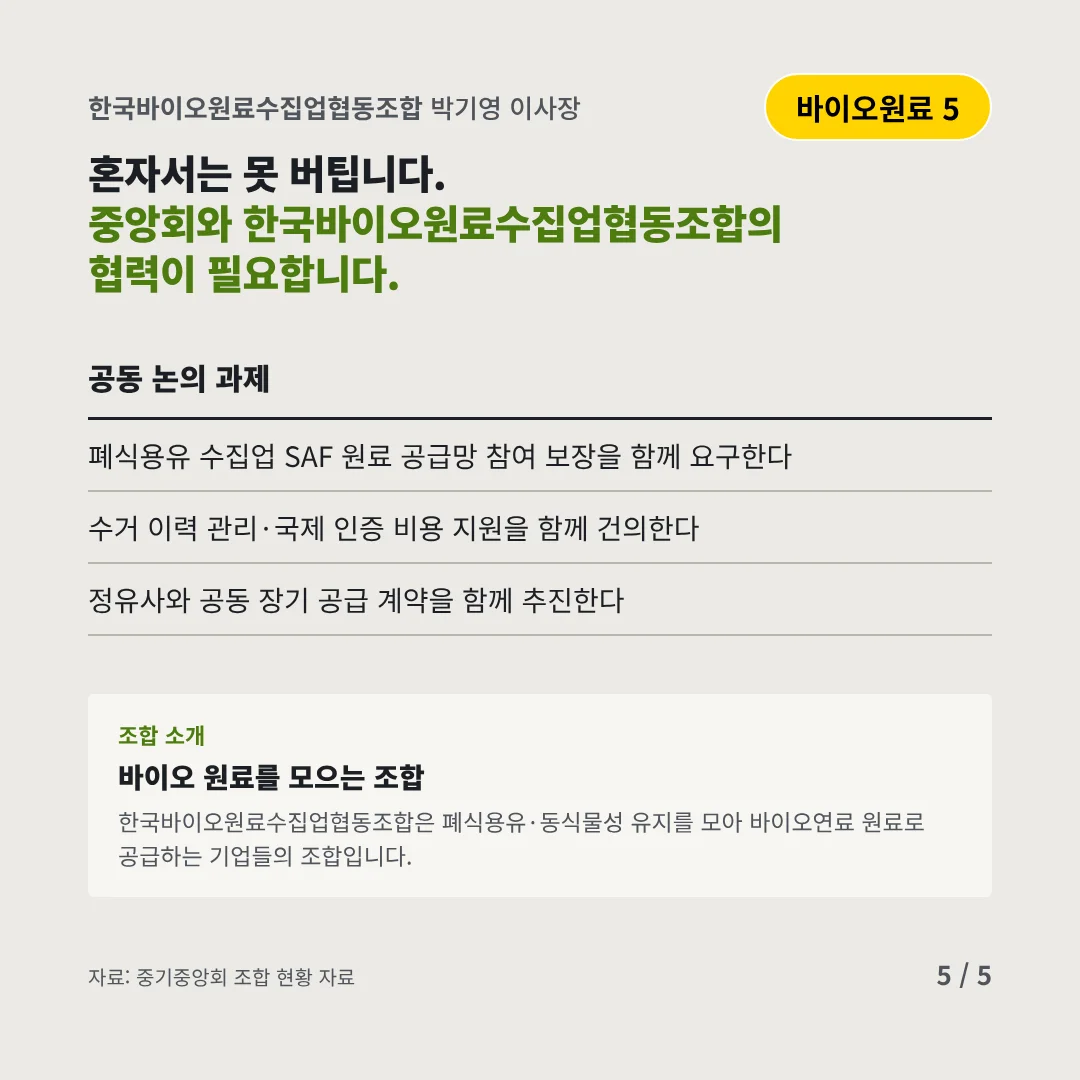 한국바이오원료수집업협동조합 박기영 이사장
바이오원료 5
혼자서는 못 버팁니다.
중앙회와 한국바이오원료수집업협동조합의
협력이 필요합니다.
공동 논의 과제
폐식용유 수집업 SAF 원료 공급망 참여 보장을 함께 요구한다
수거 이력 관리·국제 인증 비용 지원을 함께 건의한다
정유사와 공동 장기 공급 계약을 함께 추진한다
조합 소개
바이오 원료를 모으는 조합
한국바이오원료수집업협동조합은 폐식용유·동식물성 유지를 모아 바이오연료 원료로
공급하는 기업들의 조합입니다.
자료: 중기중앙회 조합 현황 자료
5 / 5